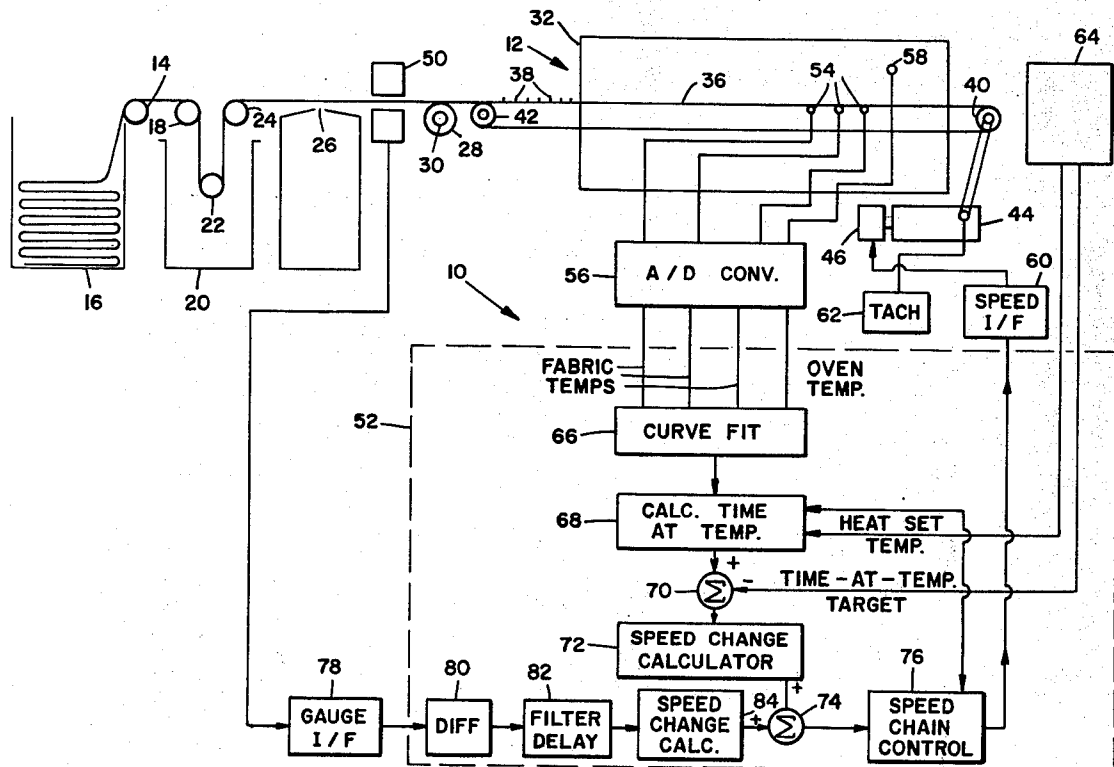 32
64
12
58
50
38
54
36
40
14
18
24
26
42
30
28
22
46
44
16
20
10
56
A/D CONV.
60
62
TACH
SPEED
I/F
FABRIC
TEMPS
OVEN
TEMP.
52
66
CURVE FIT
68
CALC. TIME
AT TEMP.
HEAT SET
TEMP.
+
-
70
Σ
TIME-AT-TEMP.
TARGET
72
SPEED CHANGE
CALCULATOR
78
80
82
84
+
74
76
GAUGE
I/F
DIFF
FILTER
DELAY
SPEED
CHANGE
CALC.
+
Σ
SPEED
CHAIN
CONTROL